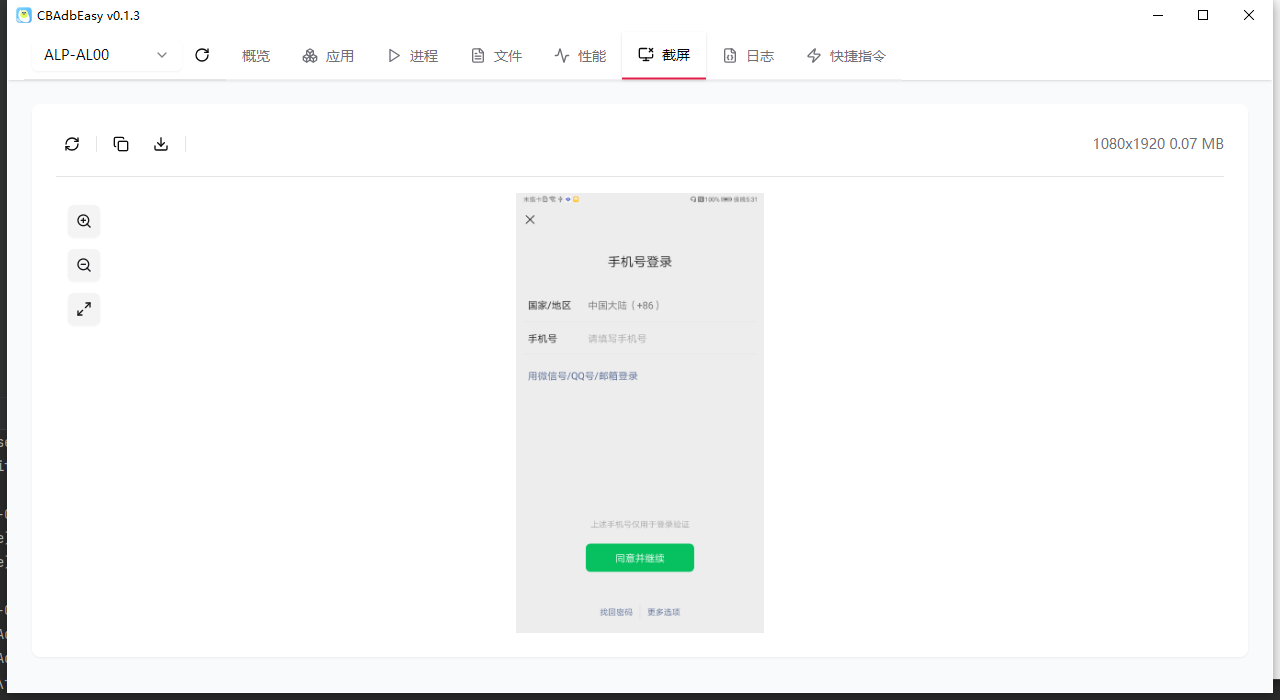 CBAdbEasy v0.1.3
ALP-AL00 概览 应用 进程 文件 性能 截屏 日志 快捷指令
1080x1920 0.07 MB
手机号登录
国家/地区 中国大陆（+86）
手机号 请填写手机号
用微信号/QQ号/邮箱登录
上述手机号仅用于登录验证
同意并继续
找回密码 更多选项